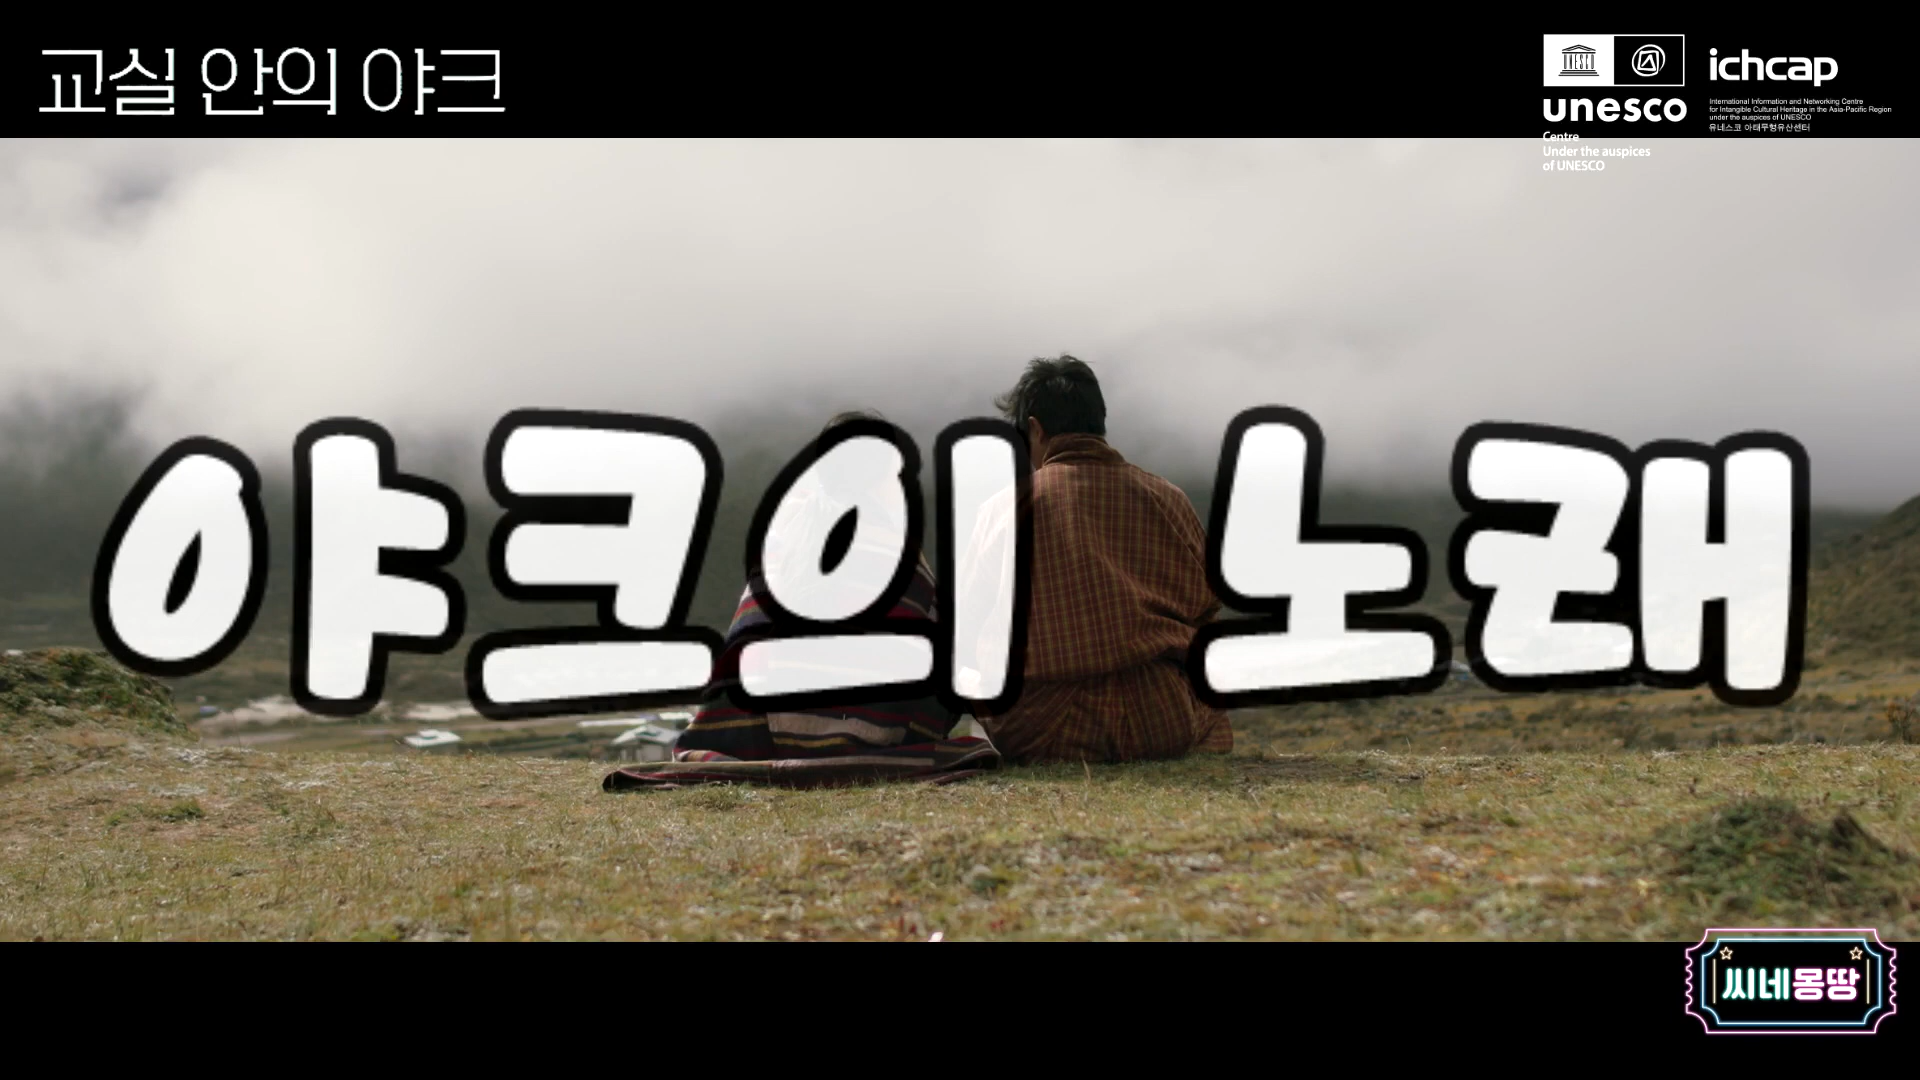 교실 안의 야크
UNESCO
unesco
Centre
Under the auspices
of UNESCO
ichcap
International Information and Networking Centre
for Intangible Cultural Heritage in the Asia-Pacific Region
under the auspices of UNESCO
유네스코 아태무형유산센터
야크의 노래
씨네몽땅